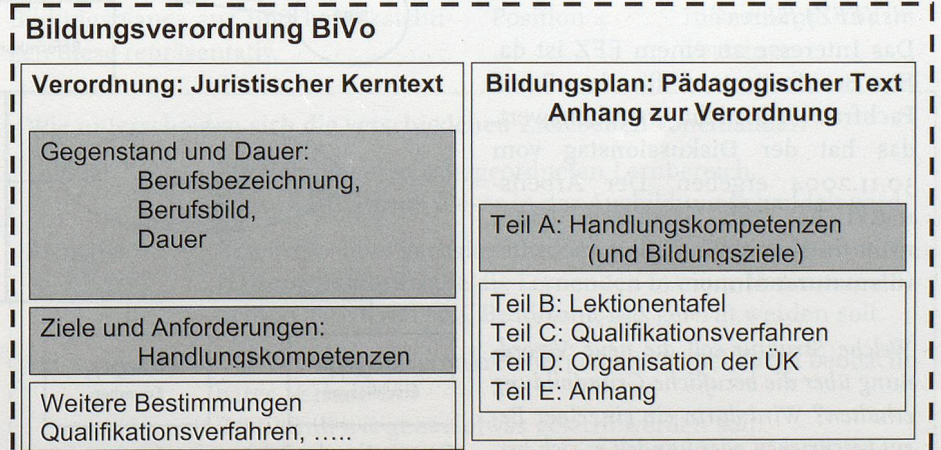 Bildungsverordnung BiVo
Verordnung: Juristischer Kerntext
Gegenstand und Dauer:
Berufsbezeichnung,
Berufsbild,
Dauer
Ziele und Anforderungen:
Handlungskompetenzen
Weitere Bestimmungen
Qualifikationsverfahren, .....
Bildungsplan: Pädagogischer Text
Anhang zur Verordnung
Teil A: Handlungskompetenzen
(und Bildungsziele)
Teil B: Lektionentafel
Teil C: Qualifikationsverfahren
Teil D: Organisation der ÜK
Teil E: Anhang